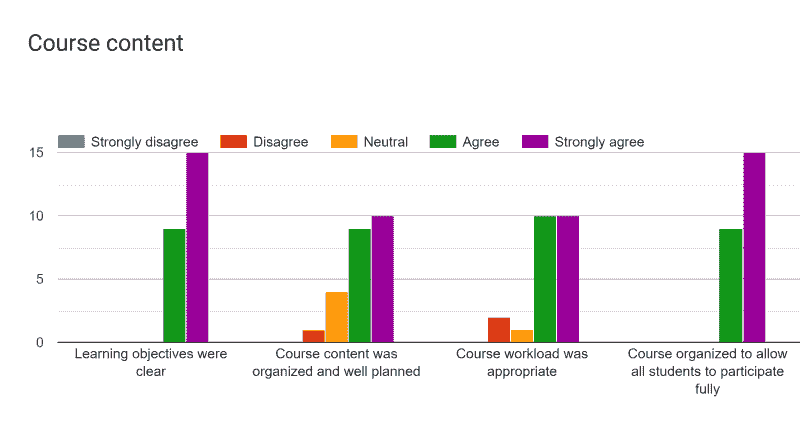 Course content
Strongly disagree Disagree Neutral Agree Strongly agree
15
10
5
0
Learning objectives were
clear
Course content was
organized and well planned
Course workload was
appropriate
Course organized to allow
all students to participate
fully